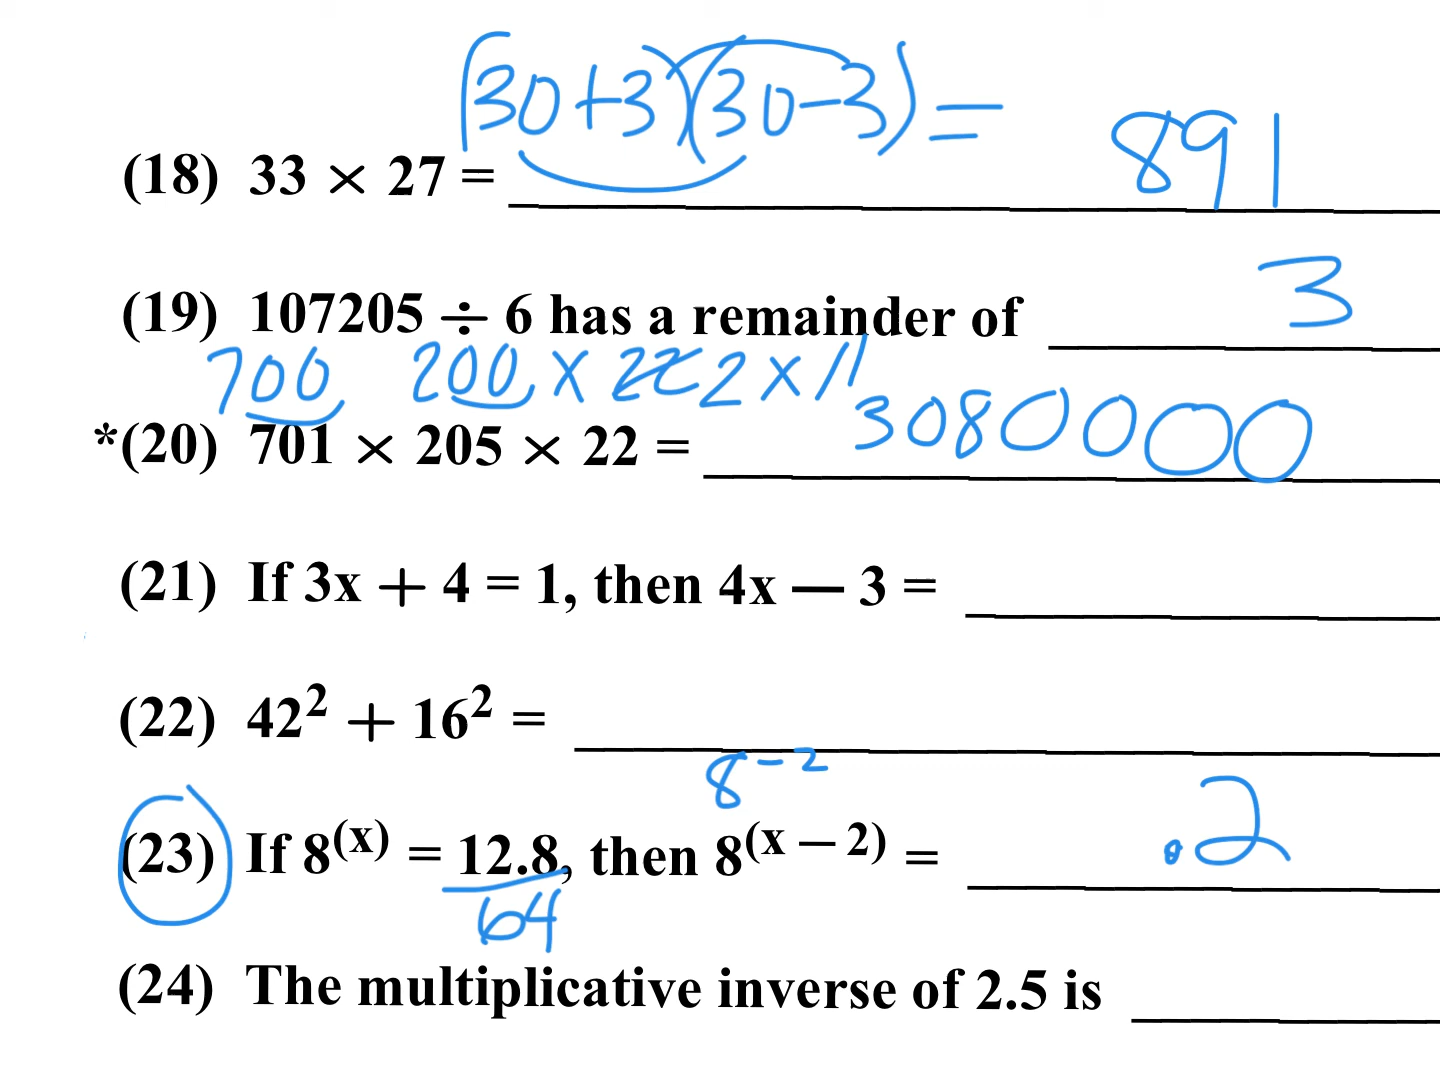 (30+3)(30-3) =
(18) 33 × 27 = 891
(19) 107205 ÷ 6 has a remainder of 3
700 200 × 2 × 11
*(20) 701 × 205 × 22 = 3080000
(21) If 3x + 4 = 1, then 4x — 3 =
(22) 42² + 16² =
8⁻²
(23) If 8^(x) = 12.8, then 8^(x – 2) = .2
64
(24) The multiplicative inverse of 2.5 is